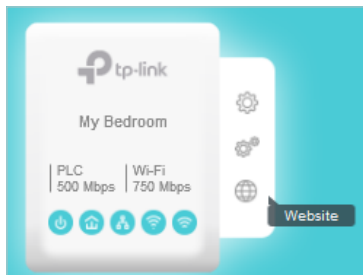 tp-link
My Bedroom
PLC
500 Mbps
Wi-Fi
750 Mbps
Website